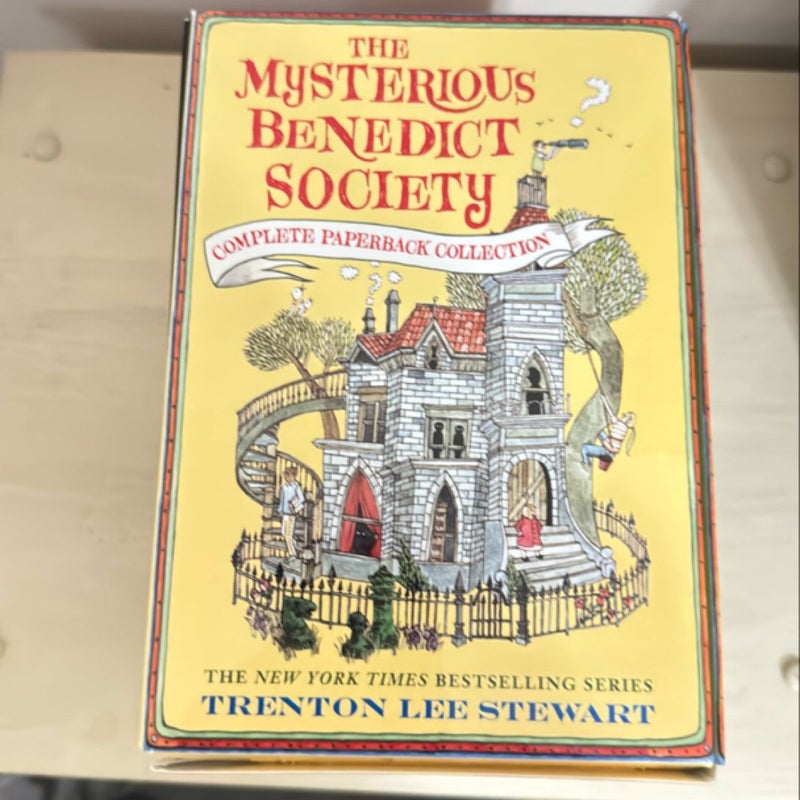 THE
MYSTERIOUS
BENEDICT
SOCIETY
COMPLETE PAPERBACK COLLECTION
THE NEW YORK TIMES BESTSELLING SERIES
TRENTON LEE STEWART